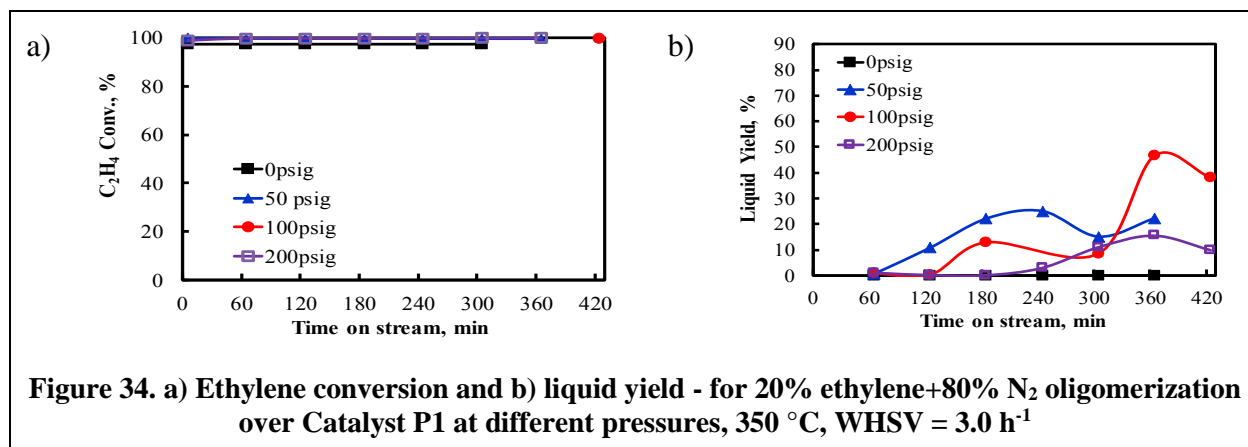 a)
100
80
60
40
20
0
C₂H₄ Conv., %
0psig
50 psig
100psig
200psig
0 60 120 180 240 300 360 420
Time on stream, min
b)
90
80
70
60
50
40
30
20
10
0
Liquid Yield, %
0psig
50psig
100psig
200psig
0 60 120 180 240 300 360 420
Time on stream, min
Figure 34. a) Ethylene conversion and b) liquid yield - for 20% ethylene+80% N₂ oligomerization
over Catalyst P1 at different pressures, 350 °C, WHSV = 3.0 h⁻¹